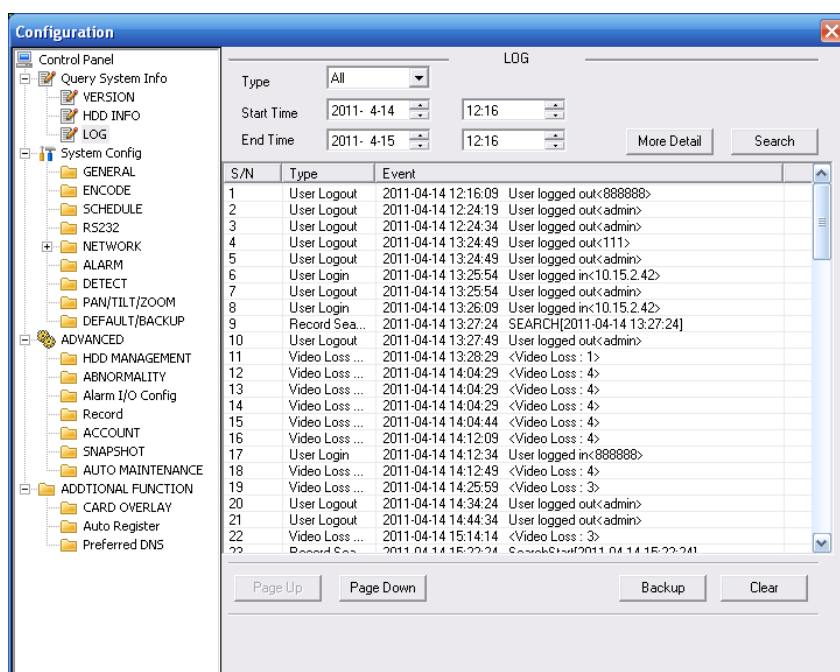 Configuration
Control Panel
Query System Info
VERSION
HDD INFO
LOG
System Config
GENERAL
ENCODE
SCHEDULE
RS232
NETWORK
ALARM
DETECT
PAN/TILT/ZOOM
DEFAULT/BACKUP
ADVANCED
HDD MANAGEMENT
ABNORMALITY
Alarm I/O Config
Record
ACCOUNT
SNAPSHOT
AUTO MAINTENANCE
ADDTIONAL FUNCTION
CARD OVERLAY
Auto Register
Preferred DNS
LOG
Type All
Start Time 2011- 4-14 12:16
End Time 2011- 4-15 12:16 More Detail Search
S/N Type Event
1 User Logout 2011-04-14 12:16:09 User logged out<888888>
2 User Logout 2011-04-14 12:24:19 User logged out<admin>
3 User Logout 2011-04-14 12:24:34 User logged out<admin>
4 User Logout 2011-04-14 13:24:49 User logged out<111>
5 User Logout 2011-04-14 13:24:49 User logged out<admin>
6 User Login 2011-04-14 13:25:54 User logged in<10.15.2.42>
7 User Logout 2011-04-14 13:25:54 User logged out<admin>
8 User Login 2011-04-14 13:26:09 User logged in<10.15.2.42>
9 Record Sea... 2011-04-14 13:27:24 SEARCH[2011-04-14 13:27:24]
10 User Logout 2011-04-14 13:27:49 User logged out<admin>
11 Video Loss ... 2011-04-14 13:28:29 <Video Loss : 1>
12 Video Loss ... 2011-04-14 14:04:29 <Video Loss : 4>
13 Video Loss ... 2011-04-14 14:04:29 <Video Loss : 4>
14 Video Loss ... 2011-04-14 14:04:29 <Video Loss : 4>
15 Video Loss ... 2011-04-14 14:04:44 <Video Loss : 4>
16 Video Loss ... 2011-04-14 14:12:09 <Video Loss : 4>
17 User Login 2011-04-14 14:12:34 User logged in<888888>
18 Video Loss ... 2011-04-14 14:12:49 <Video Loss : 4>
19 Video Loss ... 2011-04-14 14:25:59 <Video Loss : 3>
20 User Logout 2011-04-14 14:34:24 User logged out<admin>
21 User Logout 2011-04-14 14:44:34 User logged out<admin>
22 Video Loss ... 2011-04-14 15:14:14 <Video Loss : 3>
23 Record Sea... 2011-04-14 15:22:24 SearchStart[2011-04-14 15:22:24]
Page Up Page Down Backup Clear